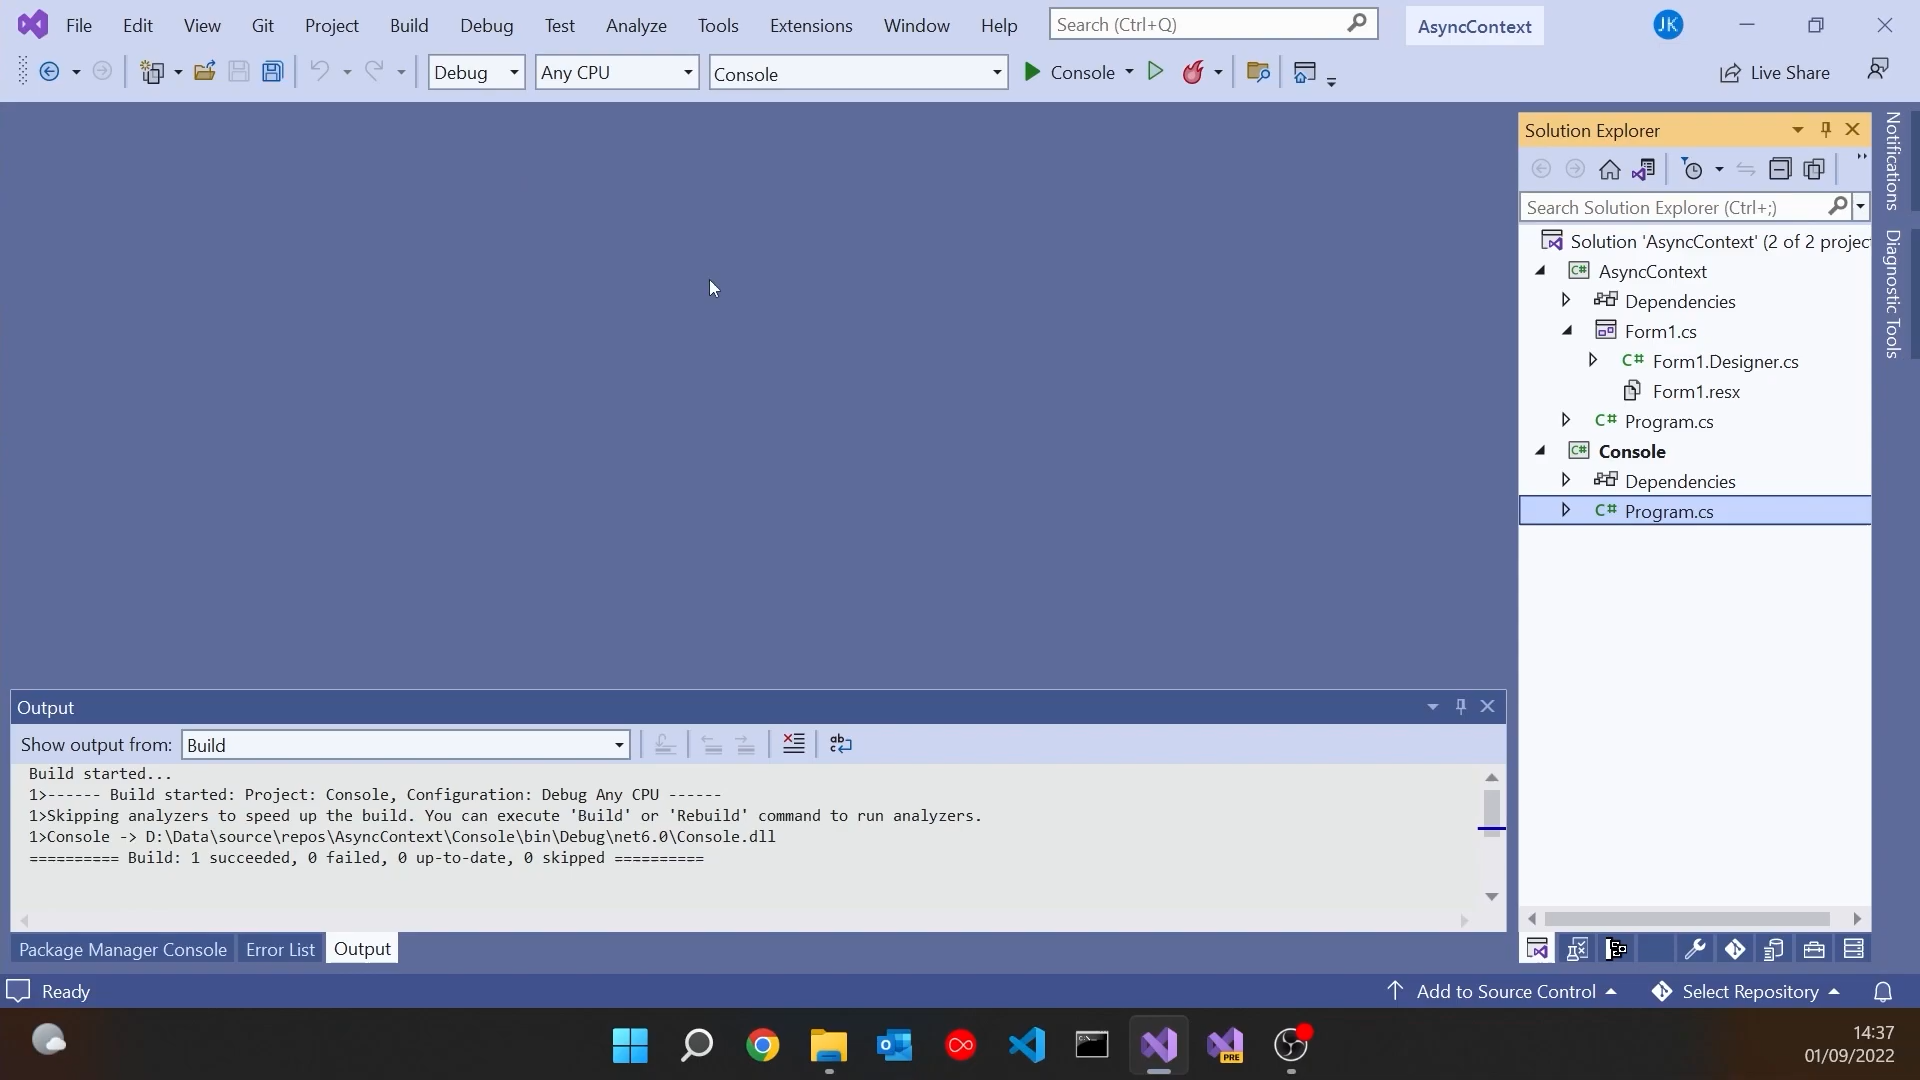 File Edit View Git Project Build Debug Test Analyze Tools Extensions Window Help Search (Ctrl+Q) AsyncContext JK
Debug Any CPU Console Console Live Share
Solution Explorer
Search Solution Explorer (Ctrl+;)
Solution 'AsyncContext' (2 of 2 projec
C# AsyncContext
Dependencies
Form1.cs
C# Form1.Designer.cs
Form1.resx
C# Program.cs
C# Console
Dependencies
C# Program.cs
Notifications
Diagnostic Tools
Output
Show output from: Build
Build started...
1>------ Build started: Project: Console, Configuration: Debug Any CPU ------
1>Skipping analyzers to speed up the build. You can execute 'Build' or 'Rebuild' command to run analyzers.
1>Console -> D:\Data\source\repos\AsyncContext\Console\bin\Debug\net6.0\Console.dll
========== Build: 1 succeeded, 0 failed, 0 up-to-date, 0 skipped ==========
Package Manager Console Error List Output
Ready Add to Source Control Select Repository
PRE
14:37
01/09/2022